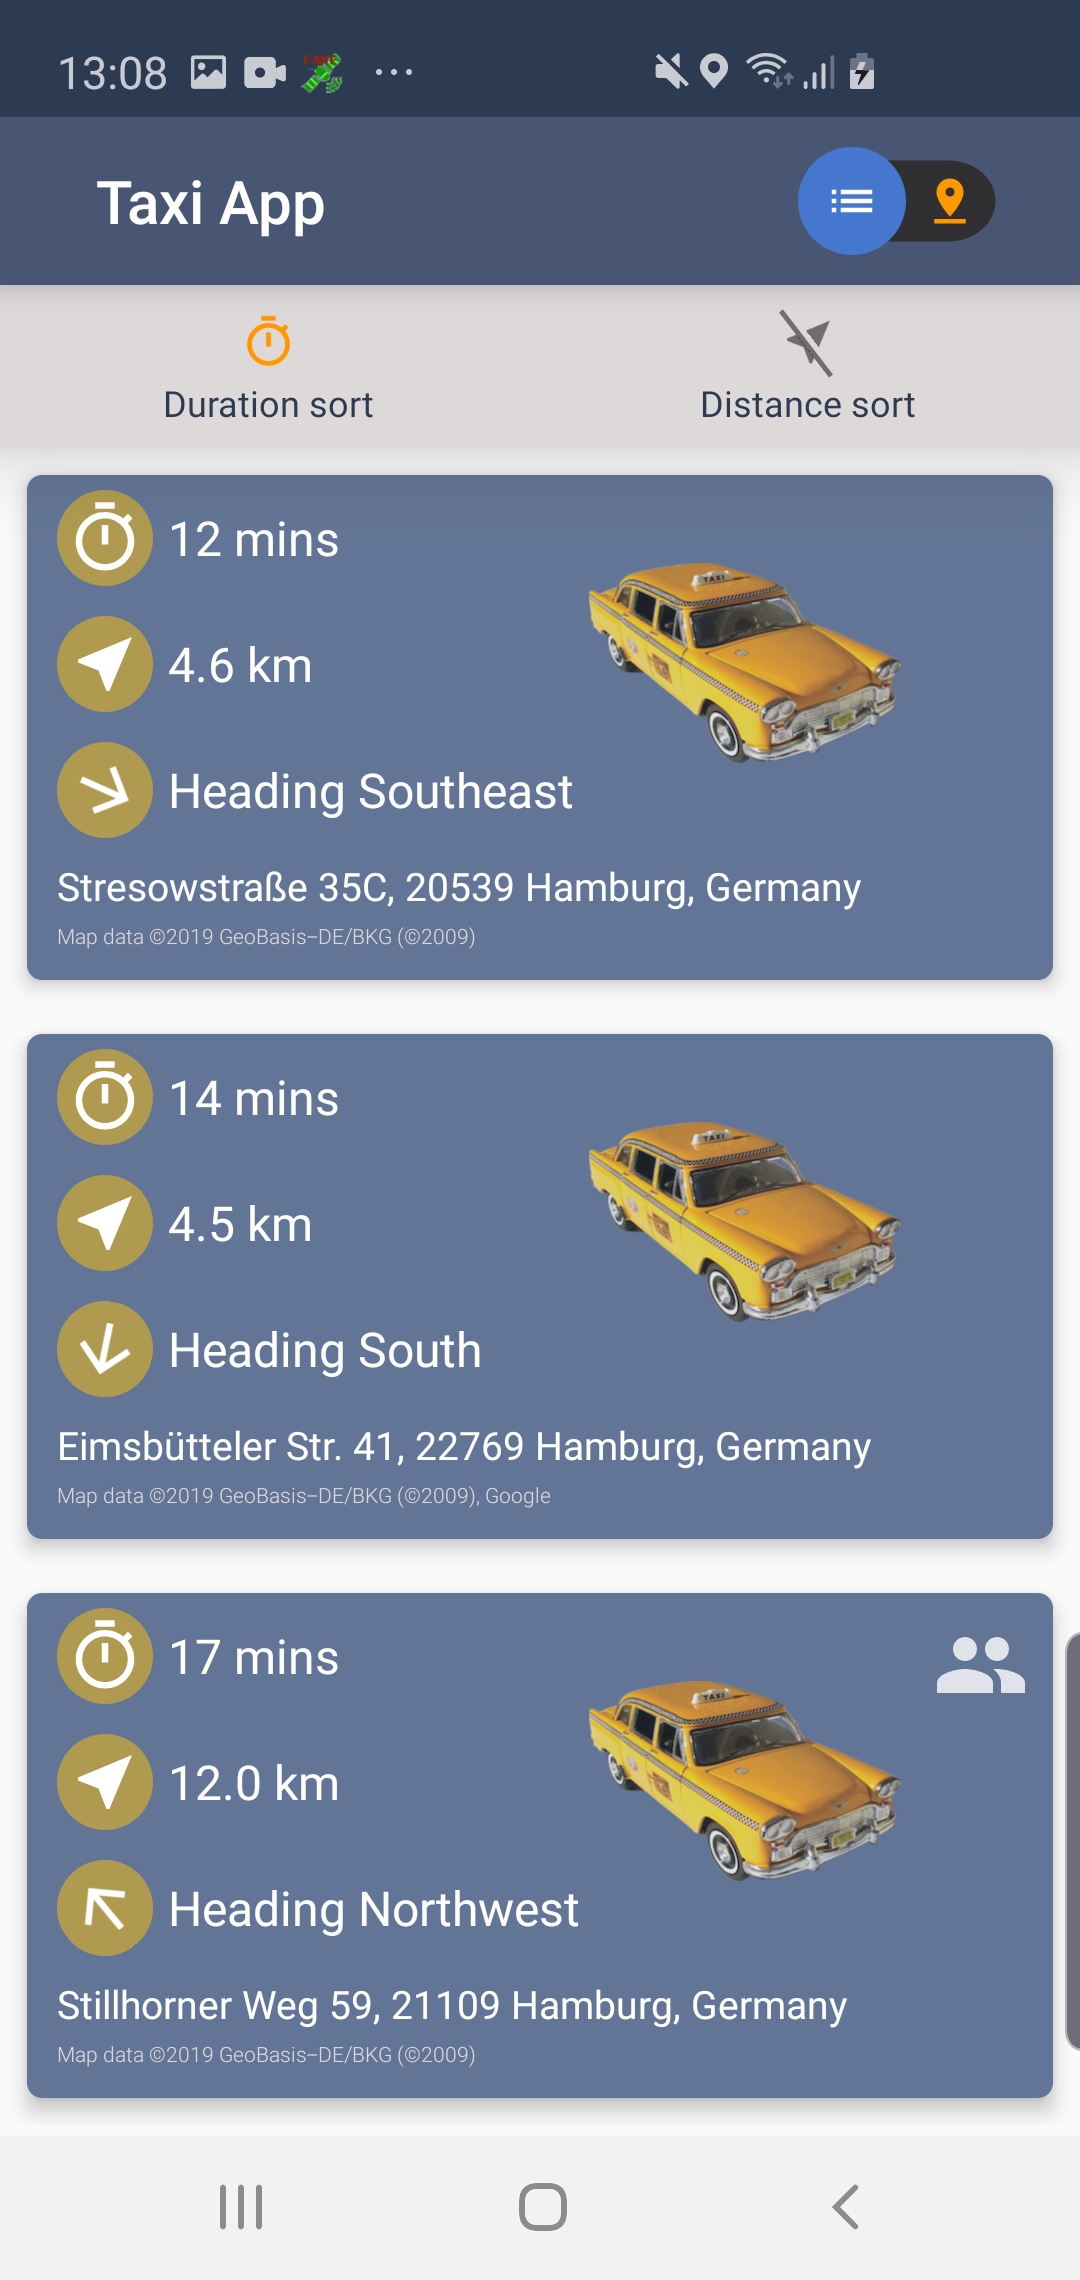 13:08
Taxi App
Duration sort
Distance sort
12 mins
TAXI
4.6 km
Heading Southeast
Stresowstraße 35C, 20539 Hamburg, Germany
Map data ©2019 GeoBasis-DE/BKG (©2009)
14 mins
TAXI
4.5 km
Heading South
Eimsbütteler Str. 41, 22769 Hamburg, Germany
Map data ©2019 GeoBasis-DE/BKG (©2009), Google
17 mins
TAXI
12.0 km
Heading Northwest
Stillhorner Weg 59, 21109 Hamburg, Germany
Map data ©2019 GeoBasis-DE/BKG (©2009)